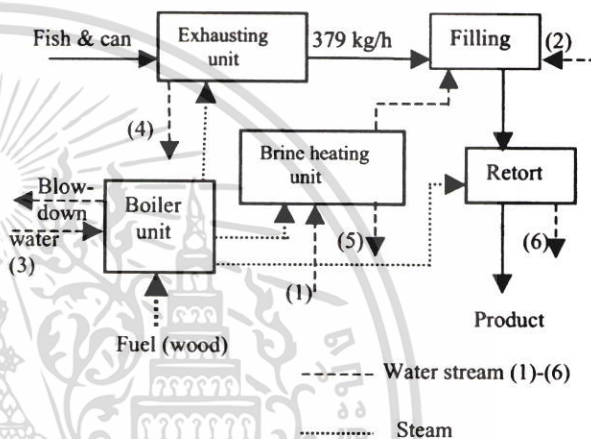 Fish & can
Exhausting
unit
379 kg/h
Filling
(2)
(4)
Brine heating
unit
Retort
Blow-
down
water
(3)
Boiler
unit
(5)
(6)
(1)
Product
Fuel (wood)
Water stream (1)-(6)
Steam